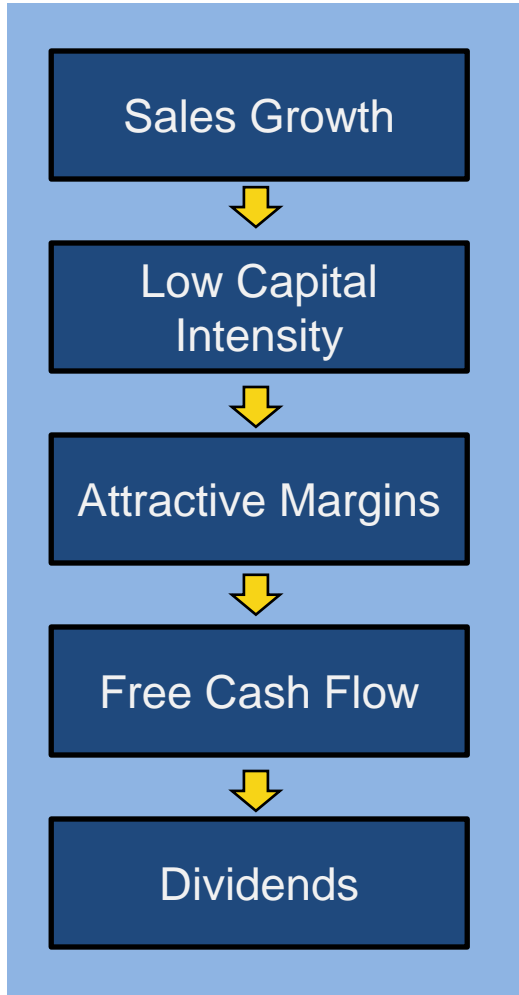 Sales Growth
Low Capital
Intensity
Attractive Margins
Free Cash Flow
Dividends